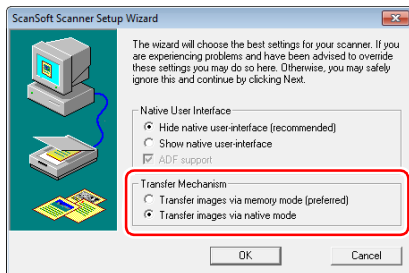 ScanSoft Scanner Setup Wizard
The wizard will choose the best settings for your scanner. If you
are experiencing problems and have been advised to override
these settings you may do so here. Otherwise, you may safely
ignore this and continue by clicking Next.
Native User Interface
Hide native user-interface (recommended)
Show native user-interface
ADF support
Transfer Mechanism
Transfer images via memory mode (preferred)
Transfer images via native mode
OK
Cancel